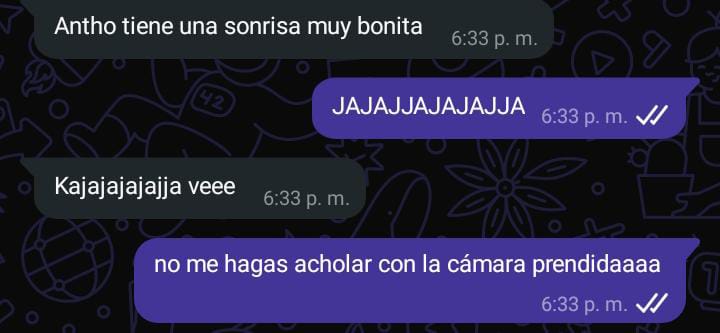 Antho tiene una sonrisa muy bonita
6:33 p. m.
JAJAJJAJAJAJJA
6:33 p. m.
Kajajajajajja veee
6:33 p. m.
no me hagas acholar con la cámara prendidaaaa
6:33 p. m.